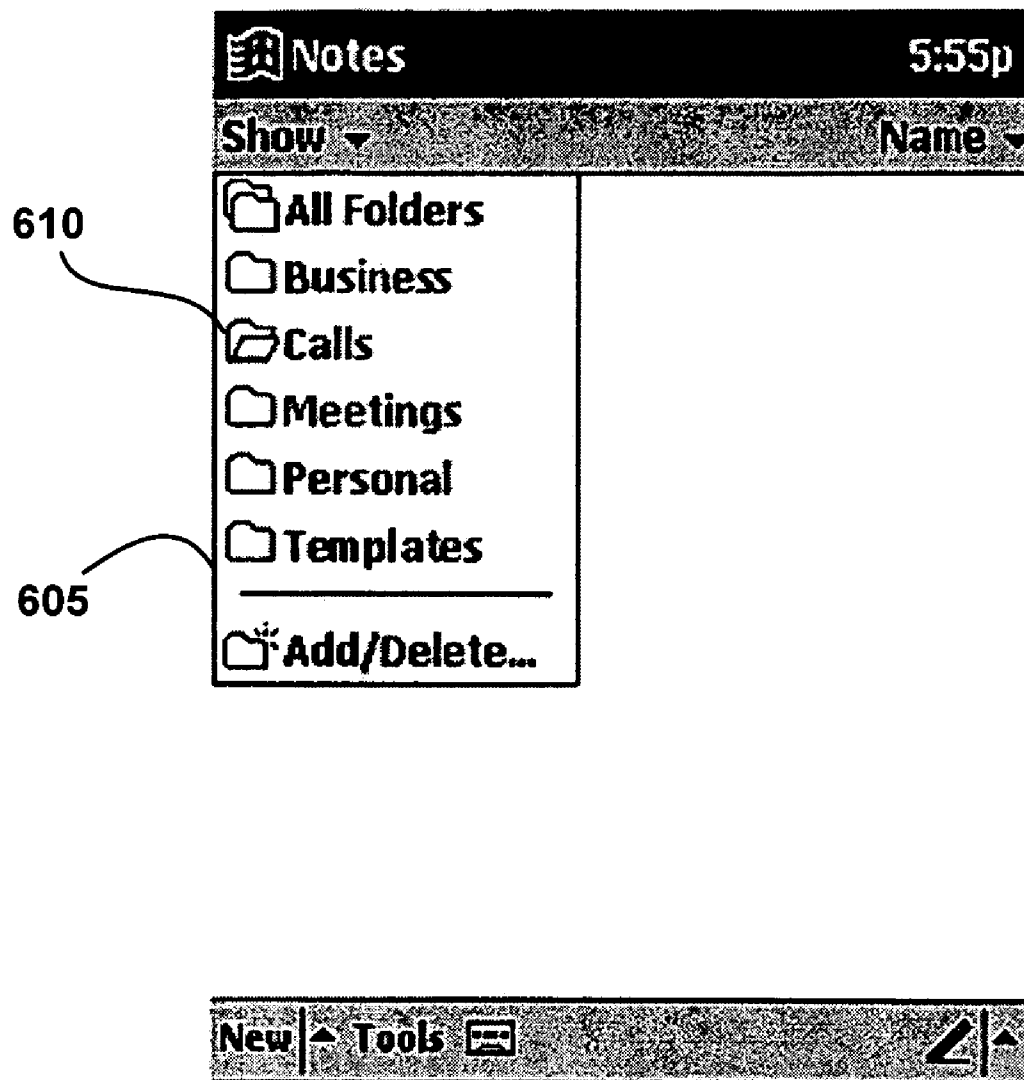 Notes 5:55p
Show Name
All Folders
610
Business
Calls
Meetings
Personal
Templates
605
Add/Delete...
New Tools